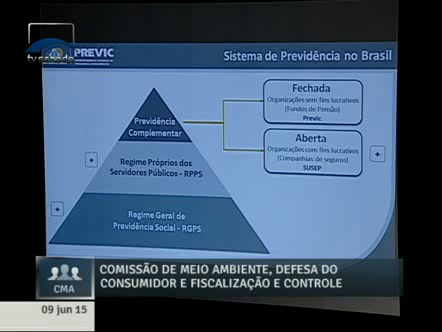 tv senado
PREVIC
Sistema de Previdência no Brasil
Previdência
Complementar
Fechada
Organizações sem fins lucrativos
(Fundos de Pensão)
Previc
Aberta
Organizações com fins lucrativos
(Companhias de seguros)
SUSEP
Regime Próprios dos
Servidores Públicos - RPPS
Regime Geral de
Previdência Social - RGPS
CMA
COMISSÃO DE MEIO AMBIENTE, DEFESA DO
CONSUMIDOR E FISCALIZAÇÃO E CONTROLE
09 jun 15